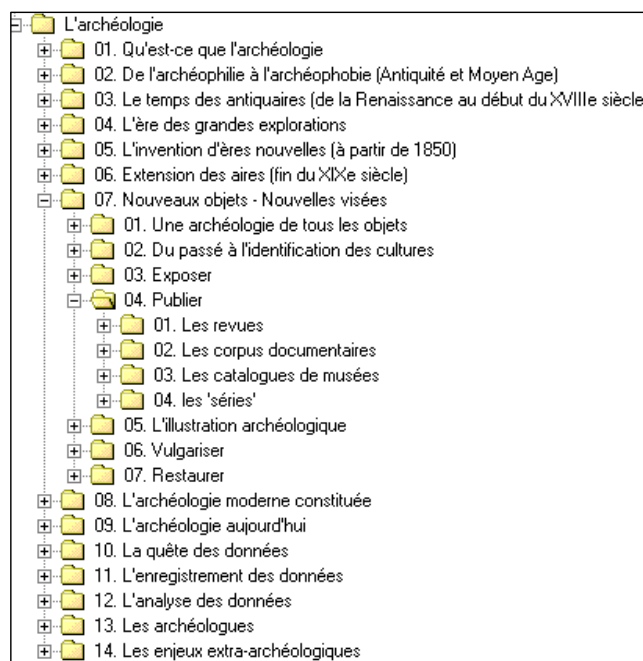 L'archéologie
01. Qu'est-ce que l'archéologie
02. De l'archéophilie à l'archéophobie (Antiquité et Moyen Age)
03. Le temps des antiquaires (de la Renaissance au début du XVIIIe siècle
04. L'ère des grandes explorations
05. L'invention d'ères nouvelles (à partir de 1850)
06. Extension des aires (fin du XIXe siècle)
07. Nouveaux objets - Nouvelles visées
01. Une archéologie de tous les objets
02. Du passé à l'identification des cultures
03. Exposer
04. Publier
01. Les revues
02. Les corpus documentaires
03. Les catalogues de musées
04. les 'séries'
05. L'illustration archéologique
06. Vulgariser
07. Restaurer
08. L'archéologie moderne constituée
09. L'archéologie aujourd'hui
10. La quête des données
11. L'enregistrement des données
12. L'analyse des données
13. Les archéologues
14. Les enjeux extra-archéologiques